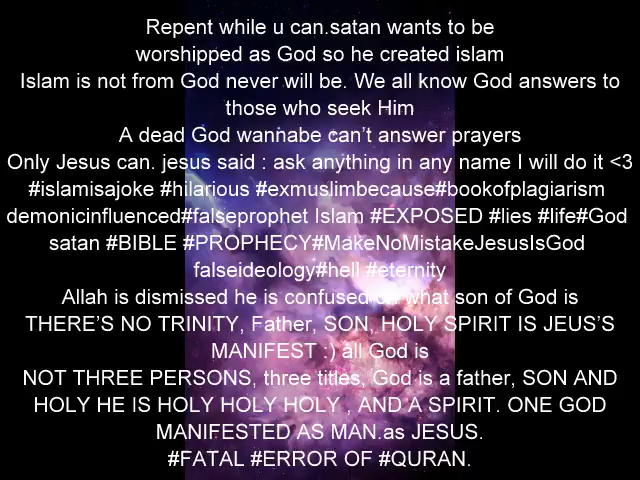 Repent while u can.satan wants to be
worshipped as God so he created islam
Islam is not from God never will be. We all know God answers to
those who seek Him
A dead God wannabe can't answer prayers
Only Jesus can. jesus said : ask anything in any name I will do it <3
#islamisajoke #hilarious #exmuslimbecause#bookofplagiarism
demonicinfluenced#falseprophet Islam #EXPOSED #lies #life#God
satan #BIBLE #PROPHECY#MakeNoMistakeJesusIsGod
falseideology#hell #eternity
Allah is dismissed he is confused on what son of God is
THERE'S NO TRINITY, Father, SON, HOLY SPIRIT IS JEUS'S
MANIFEST :) all God is
NOT THREE PERSONS, three titles, God is a father, SON AND
HOLY HE IS HOLY HOLY HOLY , AND A SPIRIT. ONE GOD
MANIFESTED AS MAN.as JESUS.
#FATAL #ERROR OF #QURAN.